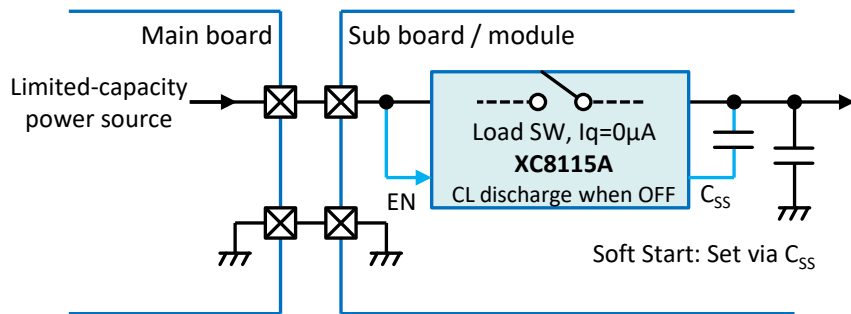 Main board
Sub board / module
Limited-capacity
power source
Load SW, Iq=0µA
XC8115A
CL discharge when OFF
EN
CSS
Soft Start: Set via CSS